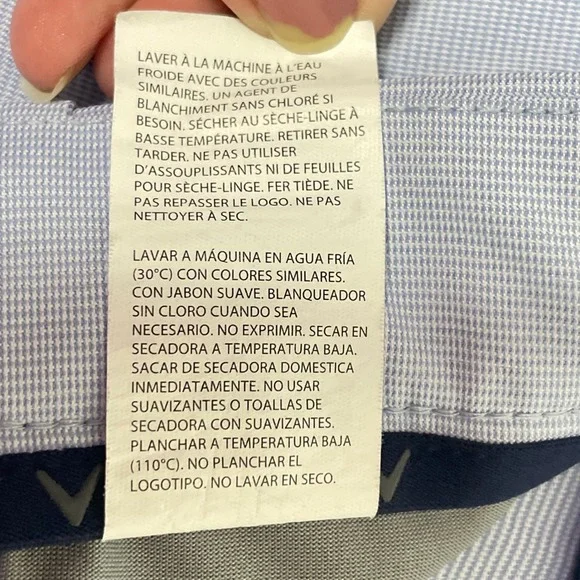 LAVER À LA MACHINE À L'EAU
FROIDE AVEC DES COULEURS
SIMILAIRES. UN AGENT DE
BLANCHIMENT SANS CHLORÉ SI
BESOIN. SÉCHER AU SÈCHE-LINGE À
BASSE TEMPÉRATURE. RETIRER SANS
TARDER. NE PAS UTILISER
D'ASSOUPLISSANTS NI DE FEUILLES
POUR SÈCHE-LINGE. FER TIÈDE. NE
PAS REPASSER LE LOGO. NE PAS
NETTOYER À SEC.
LAVAR A MÁQUINA EN AGUA FRÍA
(30°C) CON COLORES SIMILARES.
CON JABON SUAVE. BLANQUEADOR
SIN CLORO CUANDO SEA
NECESARIO. NO EXPRIMIR. SECAR EN
SECADORA A TEMPERATURA BAJA.
SACAR DE SECADORA DOMESTICA
INMEDIATAMENTE. NO USAR
SUAVIZANTES O TOALLAS DE
SECADORA CON SUAVIZANTES.
PLANCHAR A TEMPERATURA BAJA
(110°C). NO PLANCHAR EL
LOGOTIPO. NO LAVAR EN SECO.